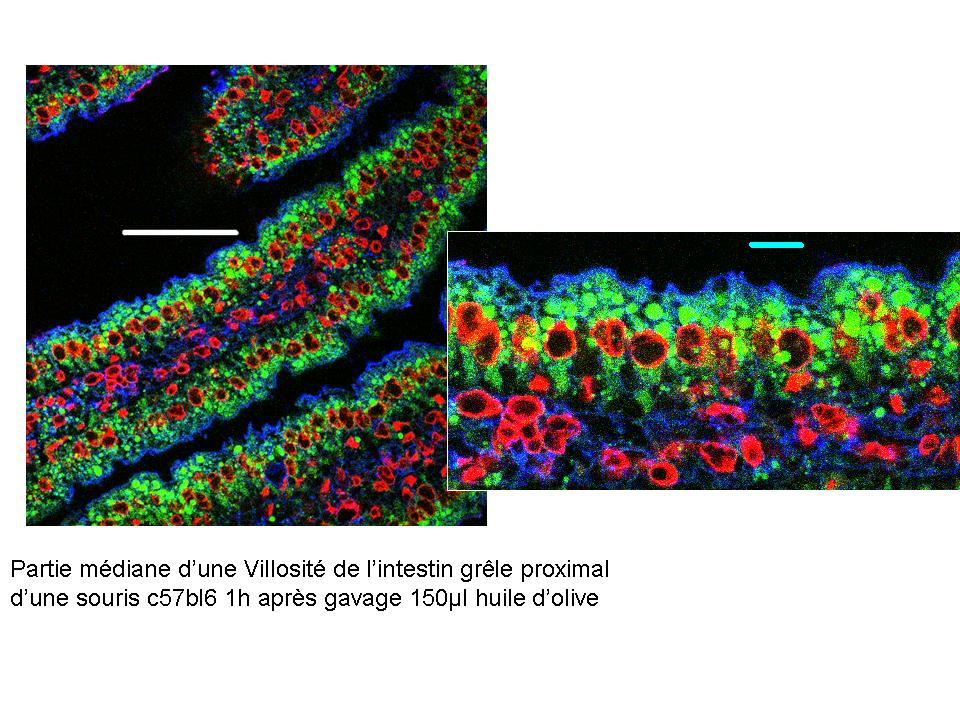 Partie médiane d’une Villosité de l’intestin grêle proximal
d’une souris c57bl6 1h après gavage 150µl huile d’olive